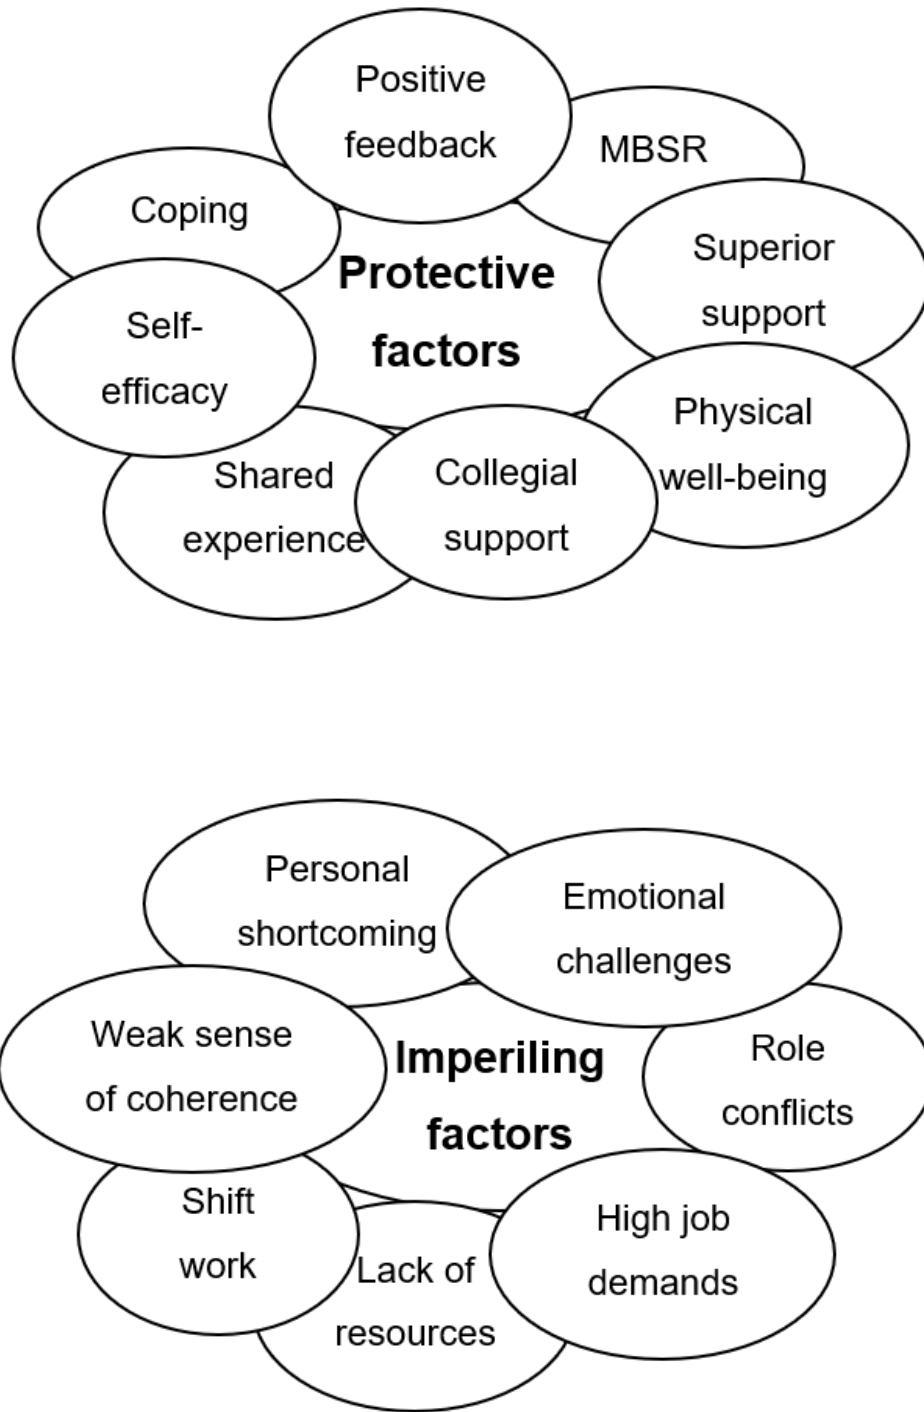 Positive
feedback
MBSR
Coping
Superior
support
Protective
factors
Self-
efficacy
Physical
well-being
Shared
experience
Collegial
support
Personal
shortcoming
Emotional
challenges
Weak sense
of coherence
Imperiling
factors
Role
conflicts
Shift
work
High job
demands
Lack of
resources